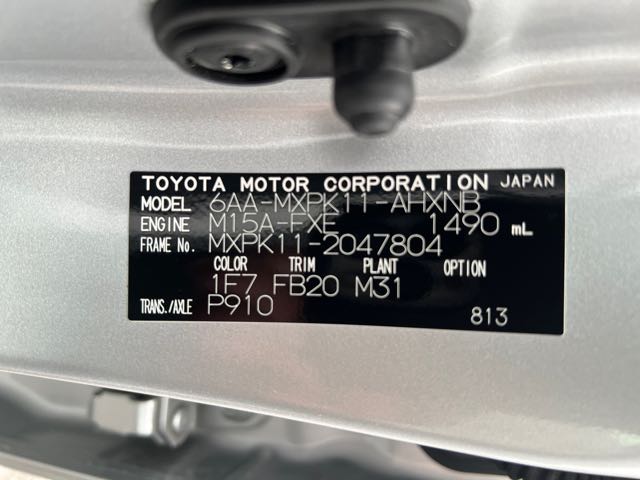 TOYOTA MOTOR CORPORATION JAPAN
MODEL 6AA-MXPK11-AHXNB
ENGINE M15A-FXE 1490 mL
FRAME No. MXPK11-2047804
COLOR TRIM PLANT OPTION
1F7 FB20 M31
TRANS./AXLE P910 813